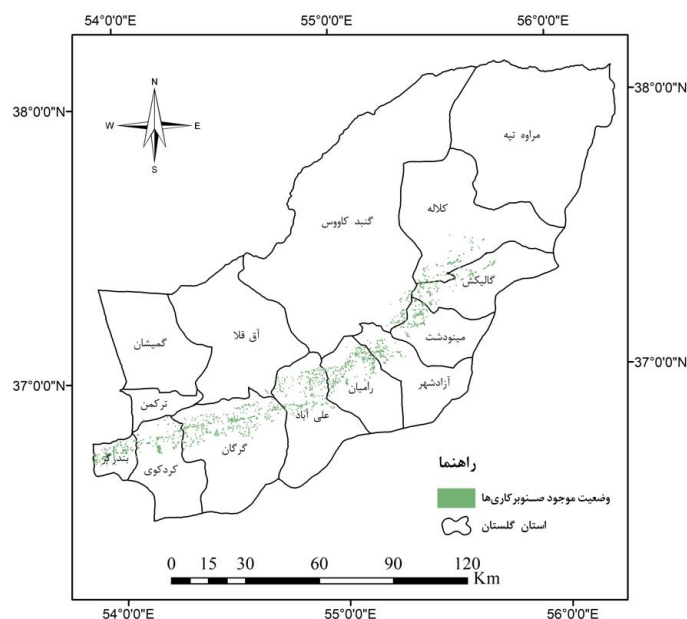 54°0'0"E 55°0'0"E 56°0'0"E
38°0'0"N 38°0'0"N
N
W E
S
مراوه تپه
کلاله
گنبد کاووس
گالیکش
آق قلا
گمیشان
مینودشت
37°0'0"N 37°0'0"N
آزادشهر
رامیان
ترکمن
علی آباد
گرگان
بندرگز
کردکوی
راهنما
وضعیت موجود صنوبرکاری‌ها
استان گلستان
0 15 30 60 90 120
Km
54°0'0"E 55°0'0"E 56°0'0"E